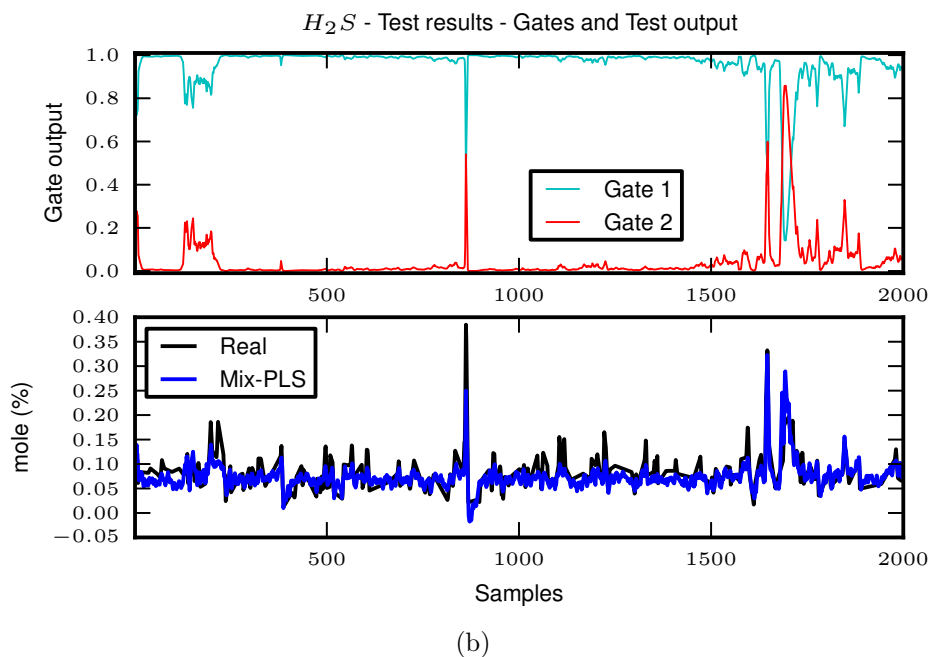 H2S - Test results - Gates and Test output
Gate output
1.0
0.8
0.6
0.4
0.2
0.0
Gate 1
Gate 2
500
1000
1500
2000
mole (%)
0.40
0.35
0.30
0.25
0.20
0.15
0.10
0.05
0.00
−0.05
Real
Mix-PLS
500
1000
1500
2000
Samples
(b)